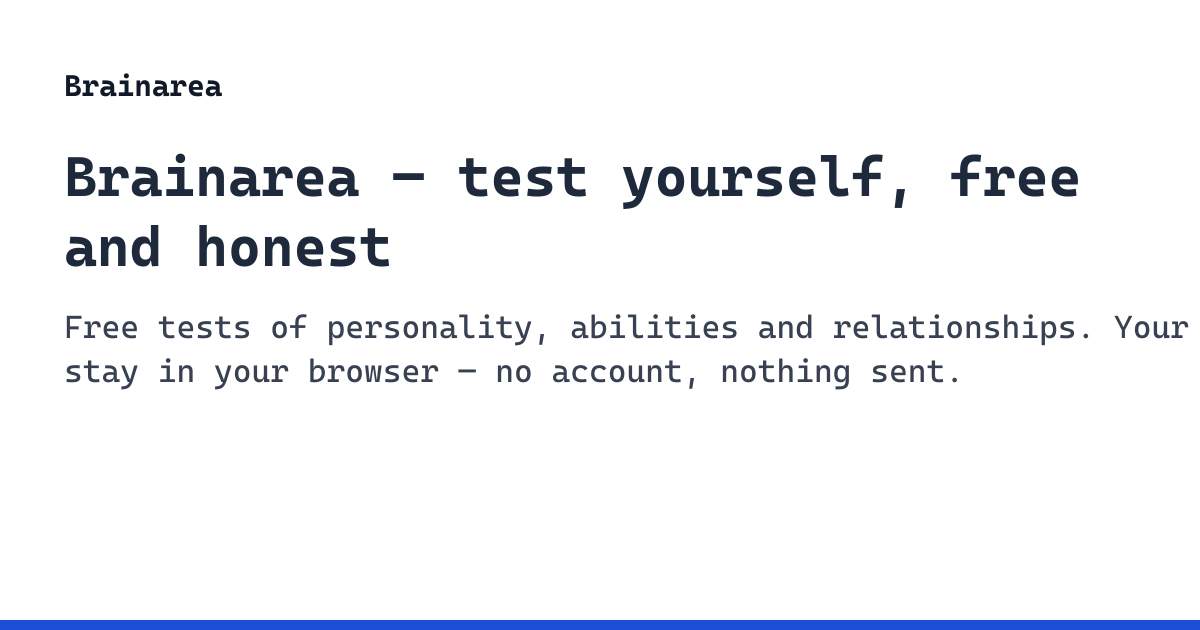 Brainarea
Brainarea – test yourself, free
and honest
Free tests of personality, abilities and relationships. Your
stay in your browser – no account, nothing sent.